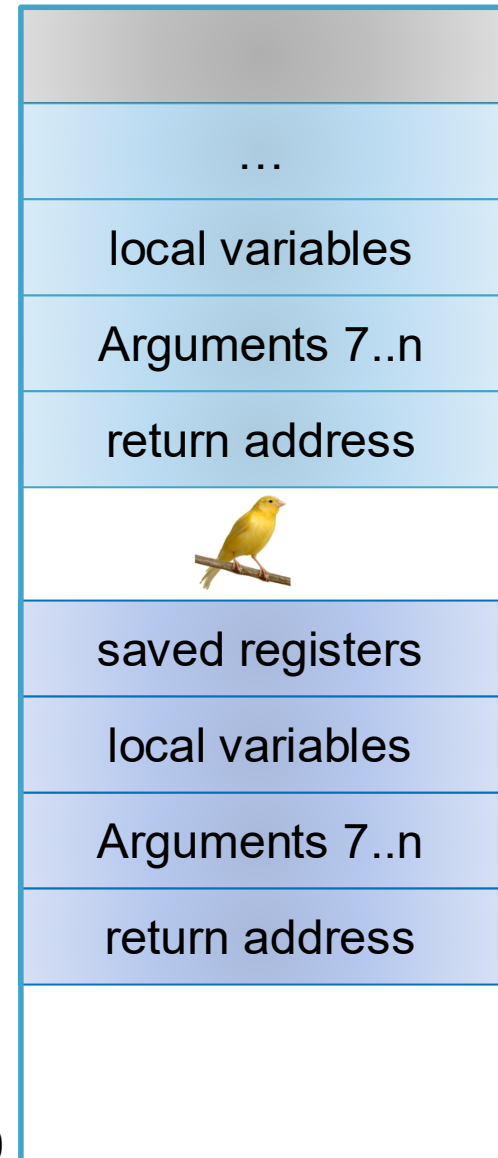 …
local variables
Arguments 7..n
return address
saved registers
local variables
Arguments 7..n
return address